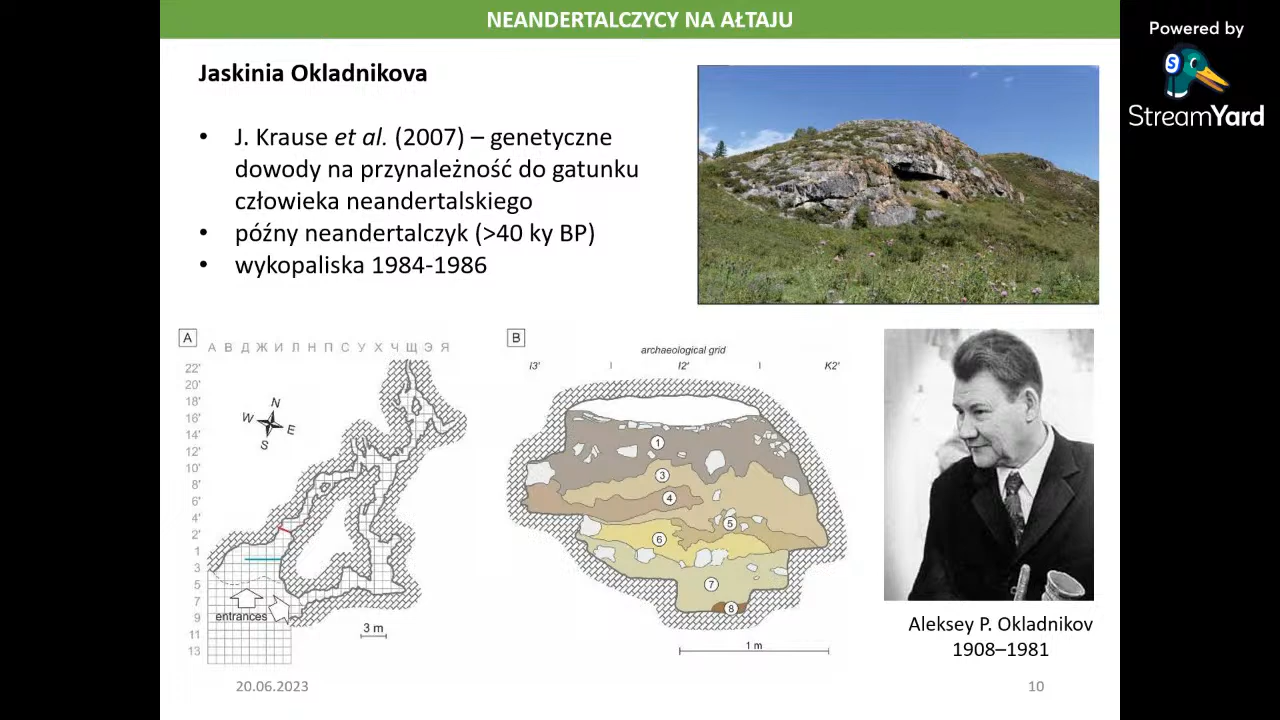 NEANDERTALCZYCY NA AŁTAJU
Powered by
StreamYard
Jaskinia Okladnikova
• J. Krause et al. (2007) – genetyczne
dowody na przynależność do gatunku
człowieka neandertalskiego
• późny neandertalczyk (>40 ky BP)
• wykopaliska 1984-1986
A
А В Д Ж И Л Н П С У Х Ч Щ Э Я
22'
20'
18'
16'
14'
12'
10'
8'
6'
4'
2'
1
3
5
7
9
11
13
N
W
E
S
entrances
3 m
B
archaeological grid
I3'
I2'
K2'
1
3
4
5
6
7
8
1 m
Aleksey P. Okladnikov
1908–1981
20.06.2023
10